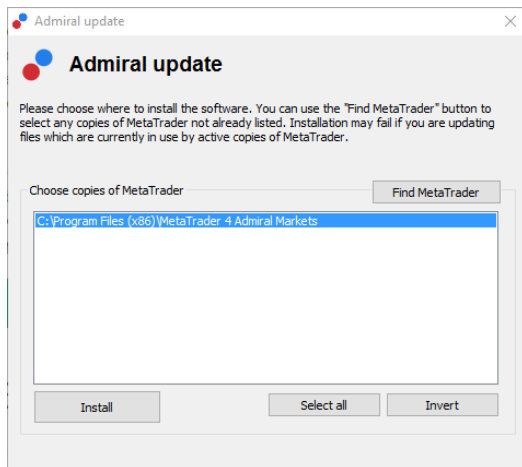 Admiral update
Admiral update
Please choose where to install the software. You can use the "Find MetaTrader" button to
select any copies of MetaTrader not already listed. Installation may fail if you are updating
files which are currently in use by active copies of MetaTrader.
Choose copies of MetaTrader
Find MetaTrader
C:\Program Files (x86)\MetaTrader 4 Admiral Markets
Install
Select all
Invert